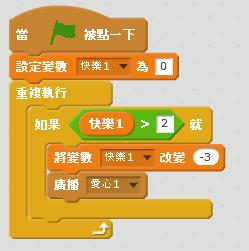 當 被點一下
設定變數 快樂1 為 0
重複執行
如果 快樂1 > 2 就
將變數 快樂1 改變 -3
廣播 愛心1